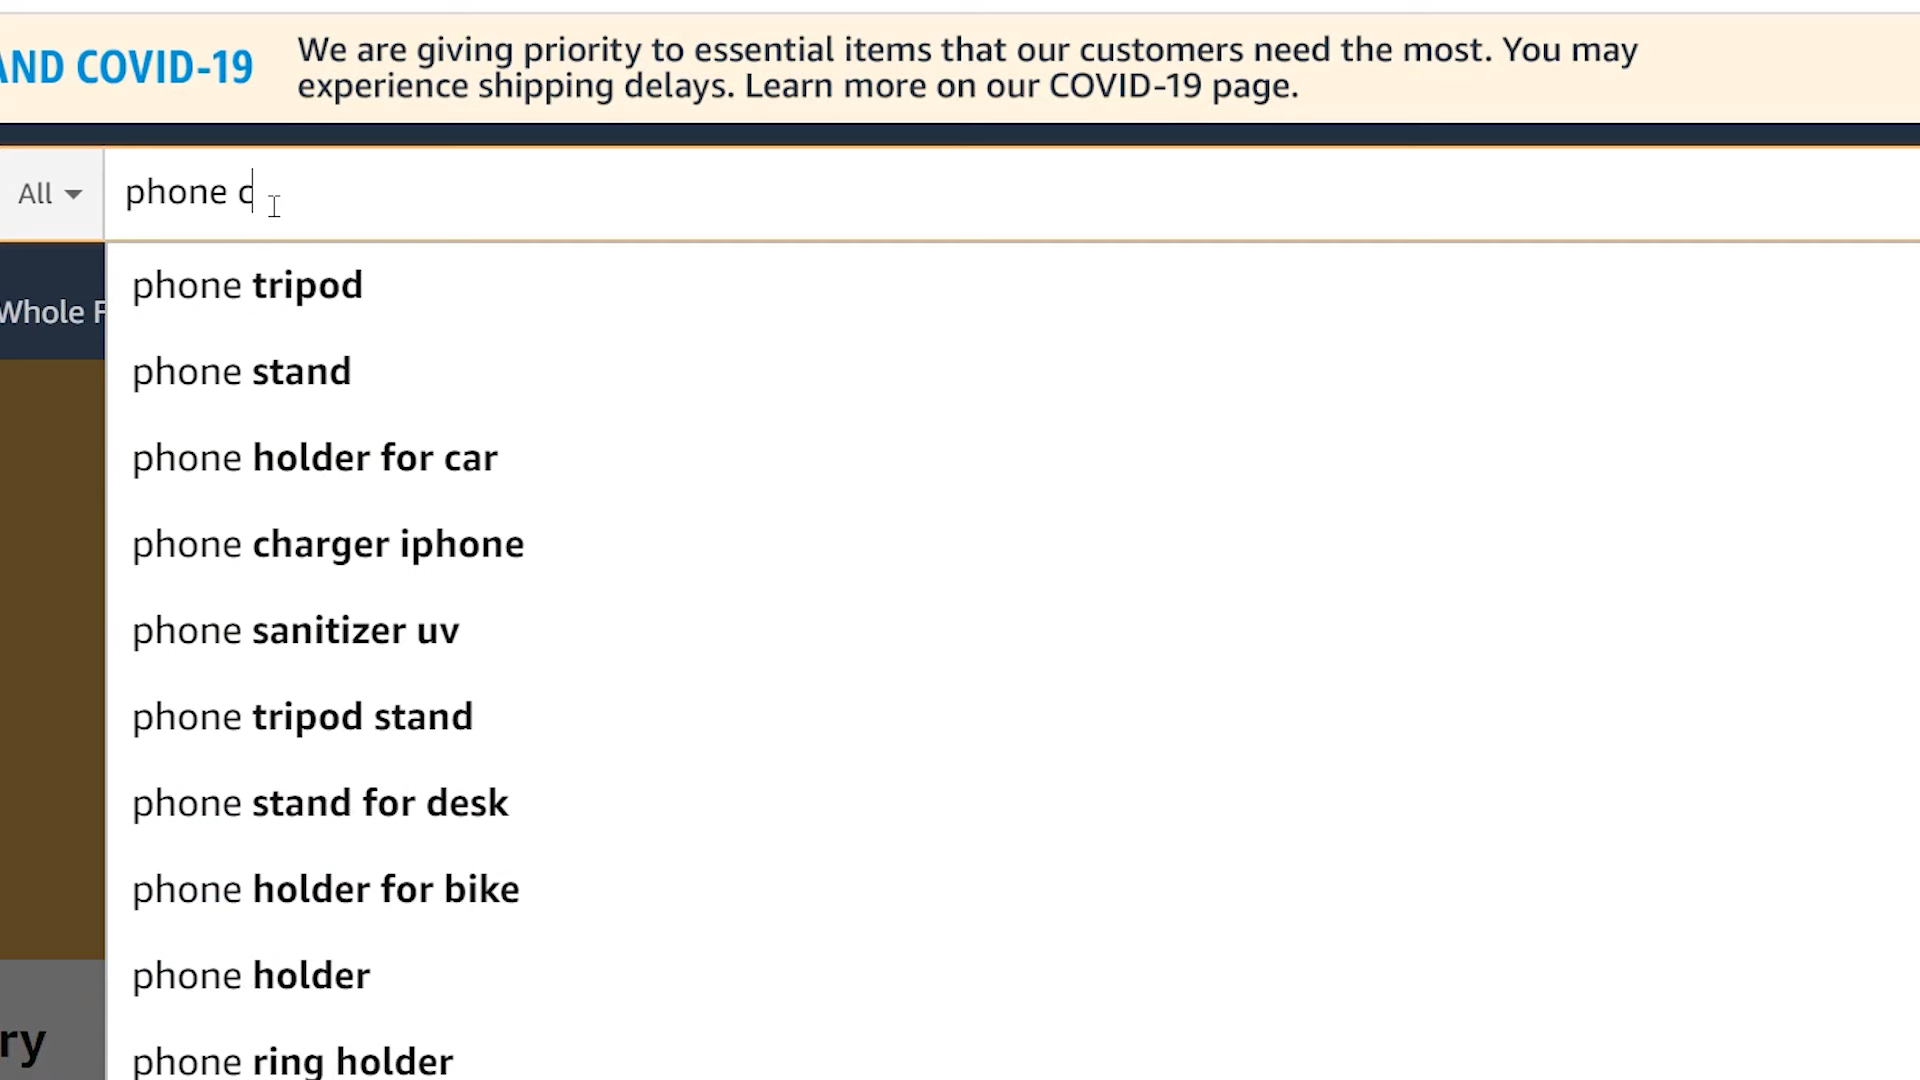 AND COVID-19
We are giving priority to essential items that our customers need the most. You may
experience shipping delays. Learn more on our COVID-19 page.
All
phone c
Whole F
phone tripod
phone stand
phone holder for car
phone charger iphone
phone sanitizer uv
phone tripod stand
phone stand for desk
phone holder for bike
phone holder
ry
phone ring holder